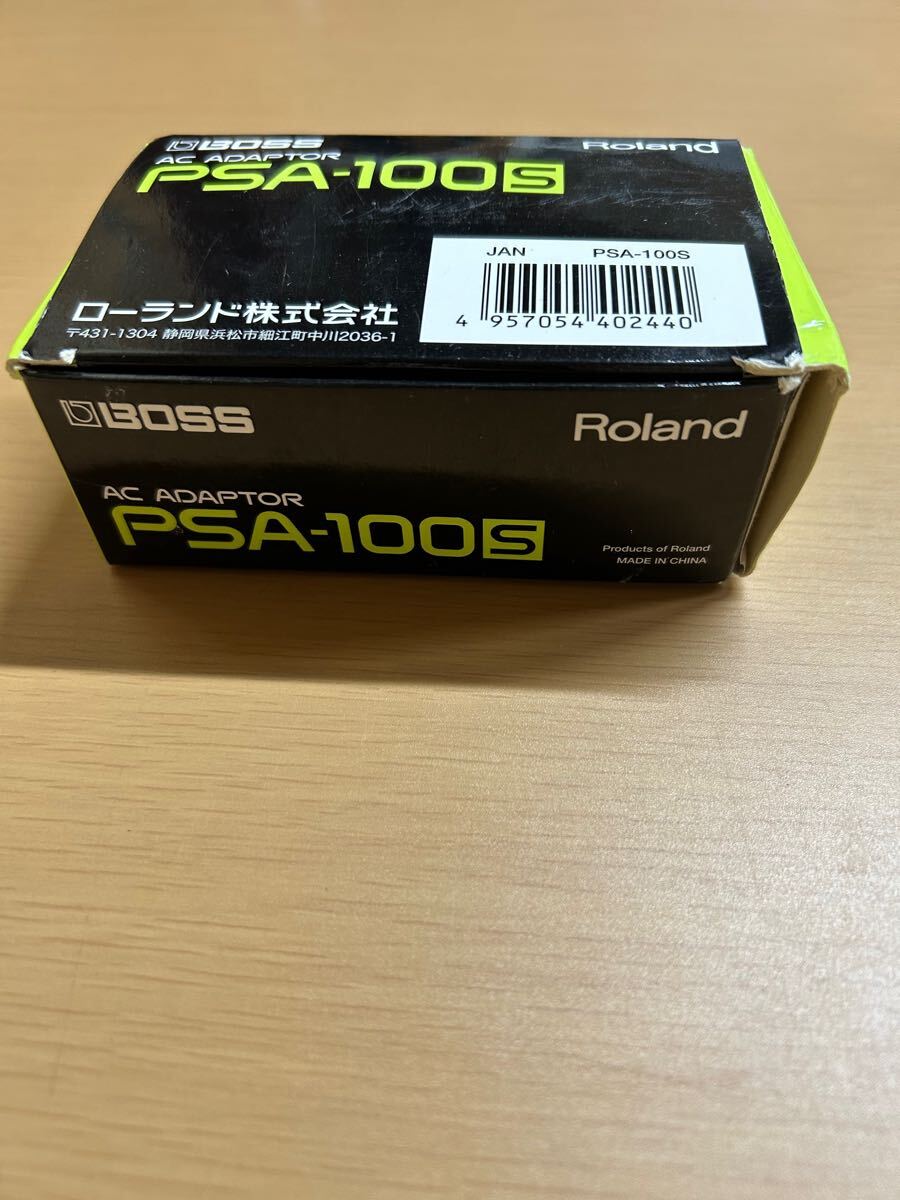 BOSS
Roland
AC ADAPTOR
PSA-100S
JAN PSA-100S
4 957054 402440
ローランド株式会社
〒431-1304 静岡県浜松市細江町中川2036-1
BOSS
Roland
AC ADAPTOR
PSA-100S
Products of Roland
MADE IN CHINA